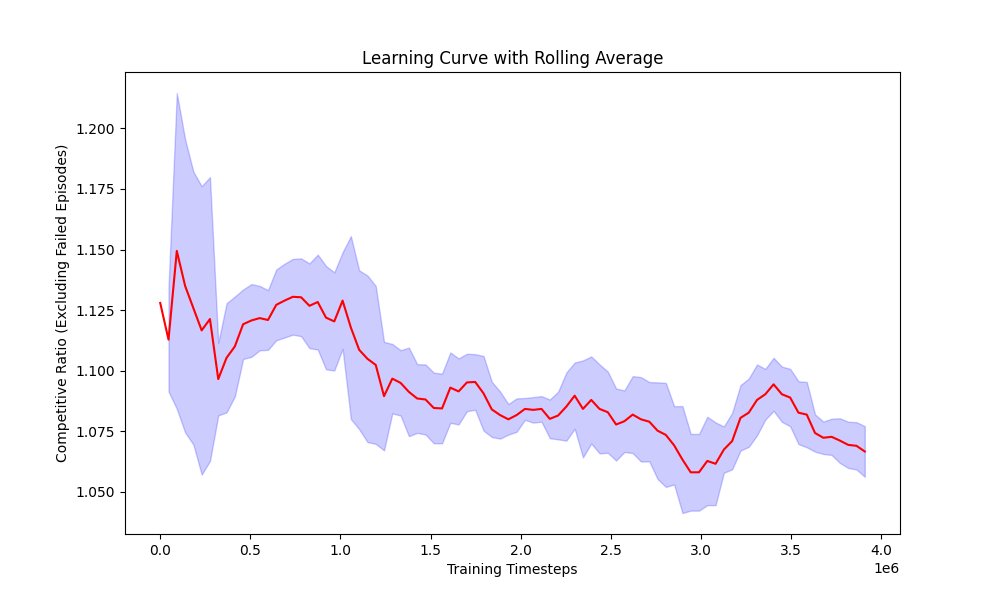 Learning Curve with Rolling Average
Competitive Ratio (Excluding Failed Episodes)
1.200
1.175
1.150
1.125
1.100
1.075
1.050
0.0 0.5 1.0 1.5 2.0 2.5 3.0 3.5 4.0
1e6
Training Timesteps